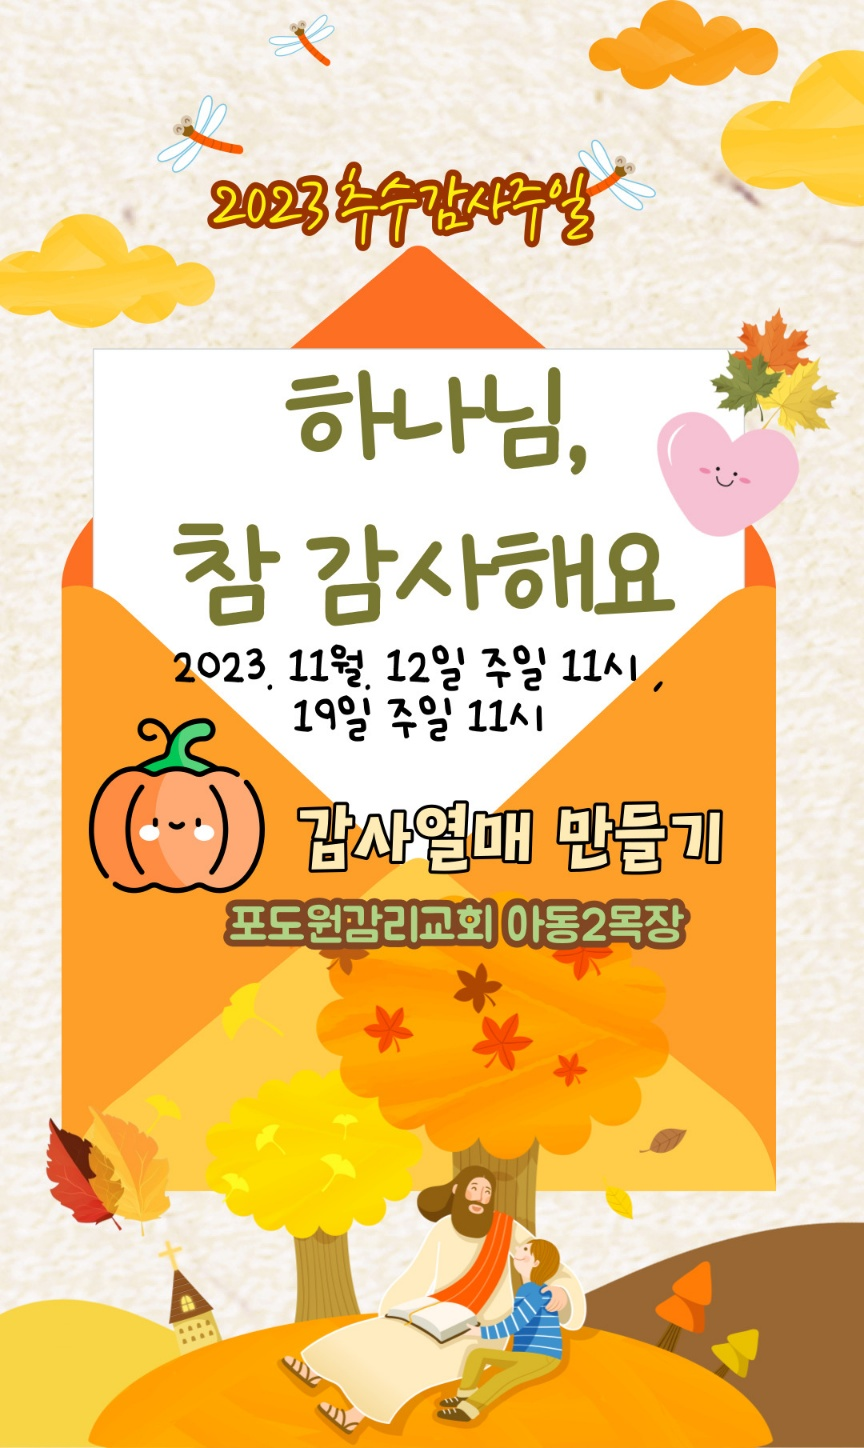 2023 추수감사주일
하나님,
참 감사해요
2023. 11월. 12일 주일 11시 ,
19일 주일 11시
갑사열매 만들기
포도원감리교회 아동2목장